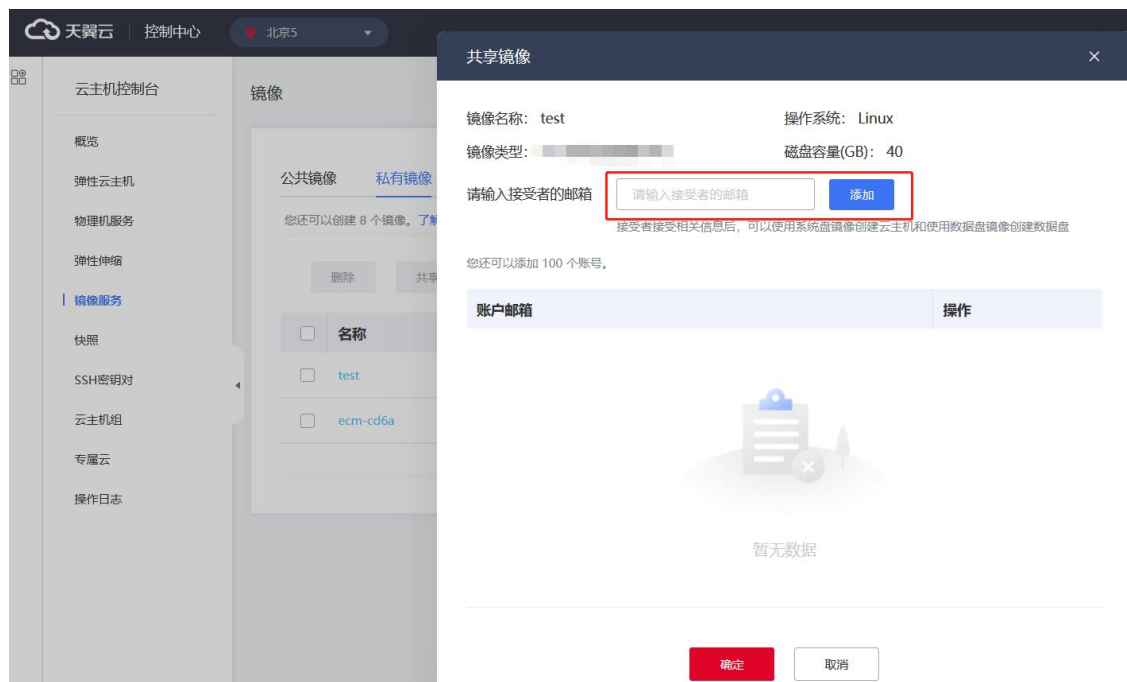 天翼云 控制中心 北京5
云主机控制台
概览
弹性云主机
物理机服务
弹性伸缩
镜像服务
快照
SSH密钥对
云主机组
专属云
操作日志
镜像
公共镜像 私有镜像
您还可以创建 8 个镜像。了解
删除 共享
名称
test
ecm-cd6a
共享镜像
镜像名称: test 操作系统: Linux
镜像类型: 磁盘容量(GB): 40
请输入接受者的邮箱 请输入接受者的邮箱 添加
接受者接受相关信息后，可以使用系统盘镜像创建云主机和使用数据盘镜像创建数据盘
您还可以添加 100 个账号。
账户邮箱 操作
暂无数据
确定 取消